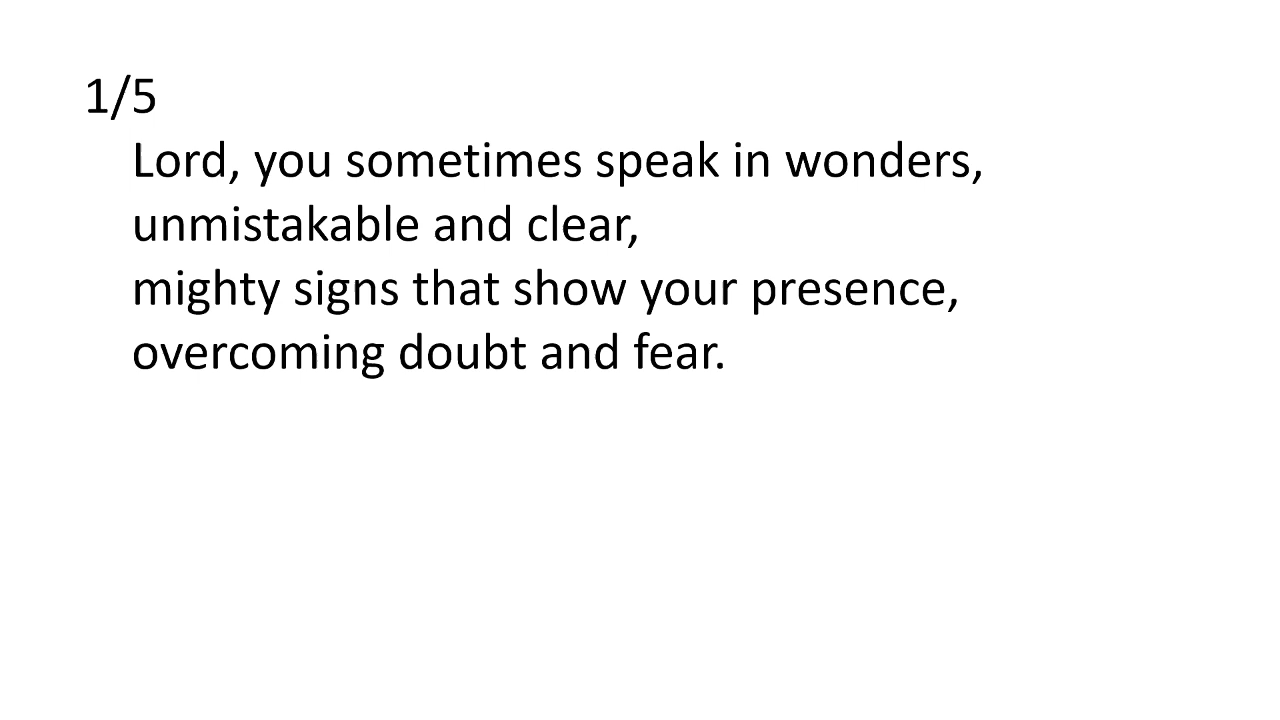 1/5
Lord, you sometimes speak in wonders,
unmistakable and clear,
mighty signs that show your presence,
overcoming doubt and fear.